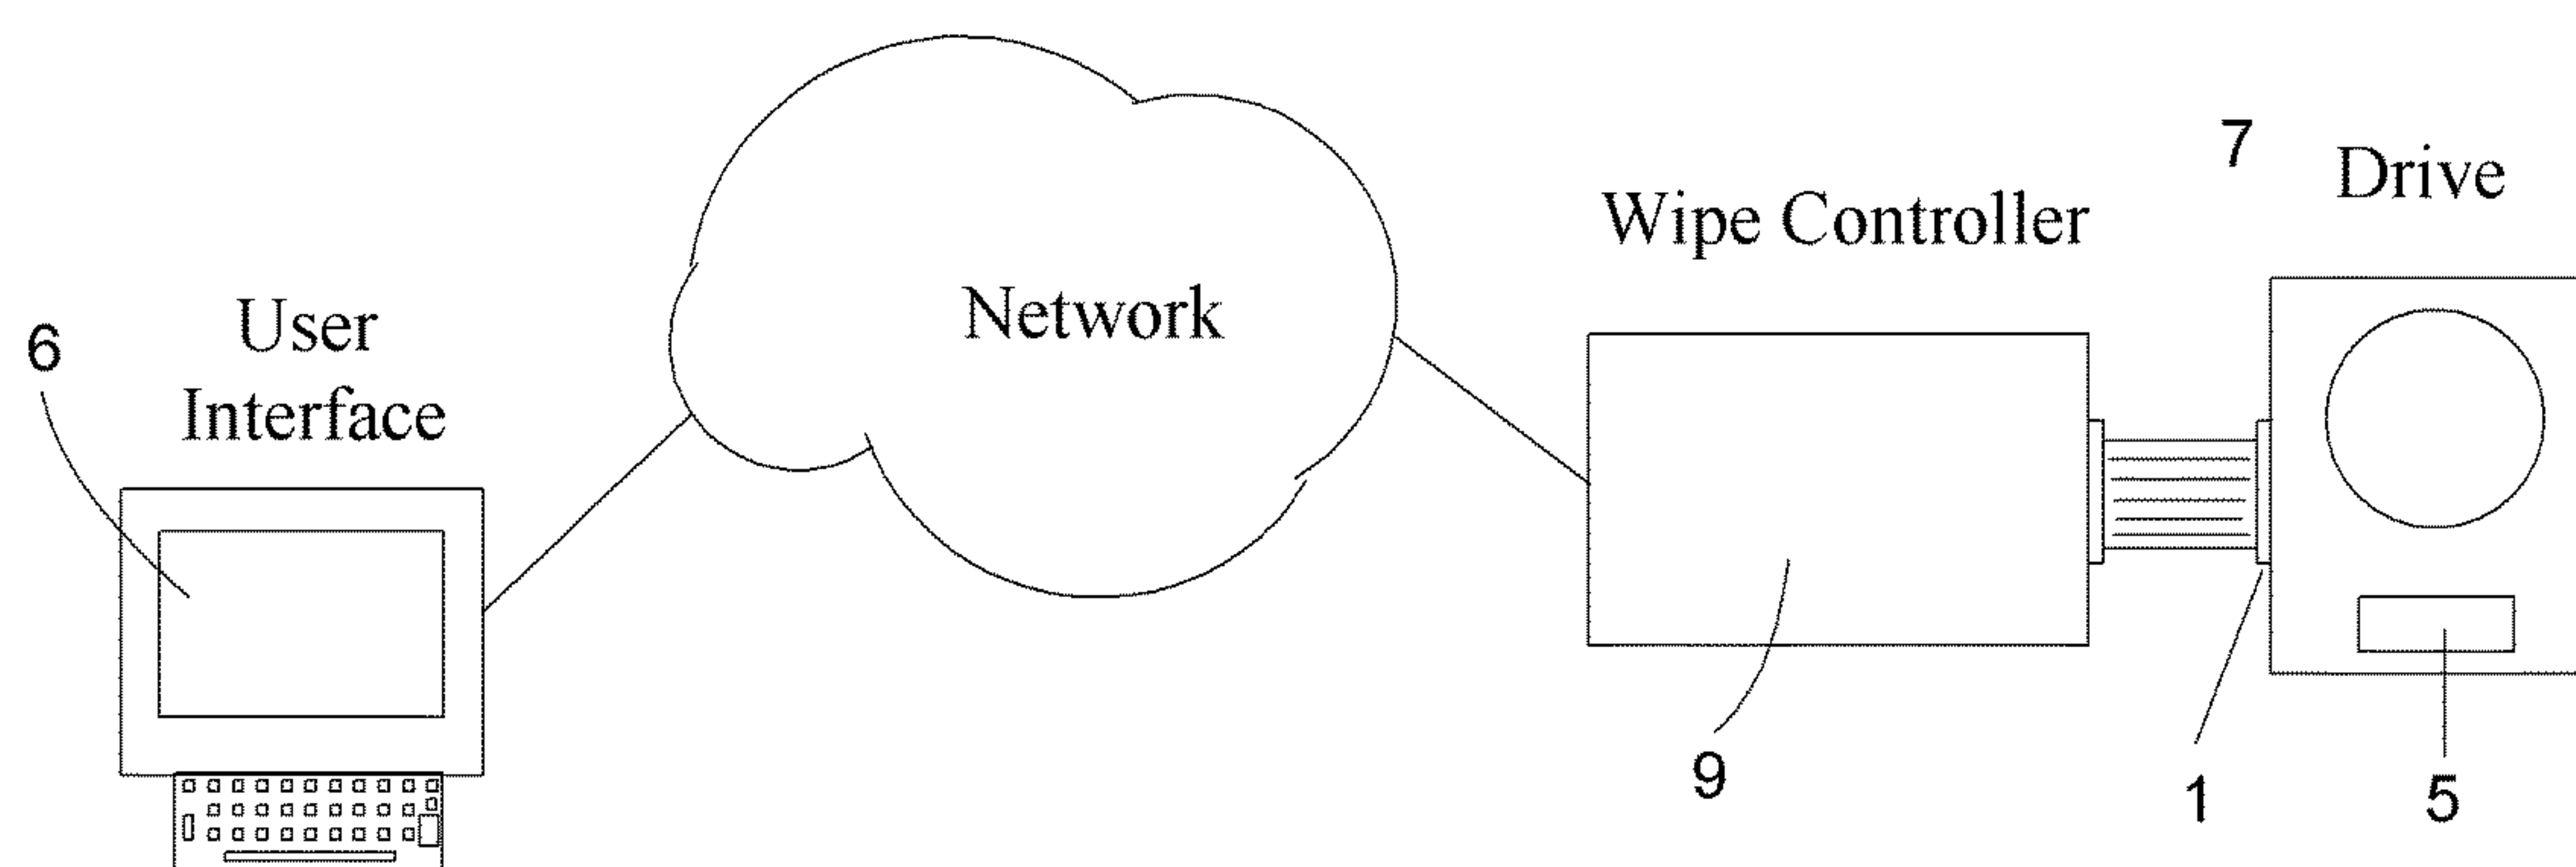 7
Drive
Wipe Controller
Network
User
Interface
6
9
1
5